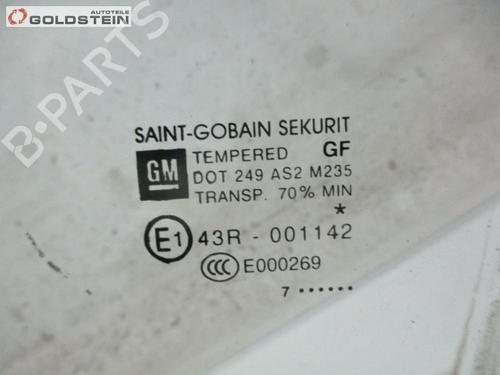 GOLDSTEIN
B-PARTS
SAINT-GOBAIN SEKURIT
GM TEMPERED GF
DOT 249 AS2 M235
TRANSP. 70% MIN
*
E1 43R - 001142
CCC E000269
7 ••••••